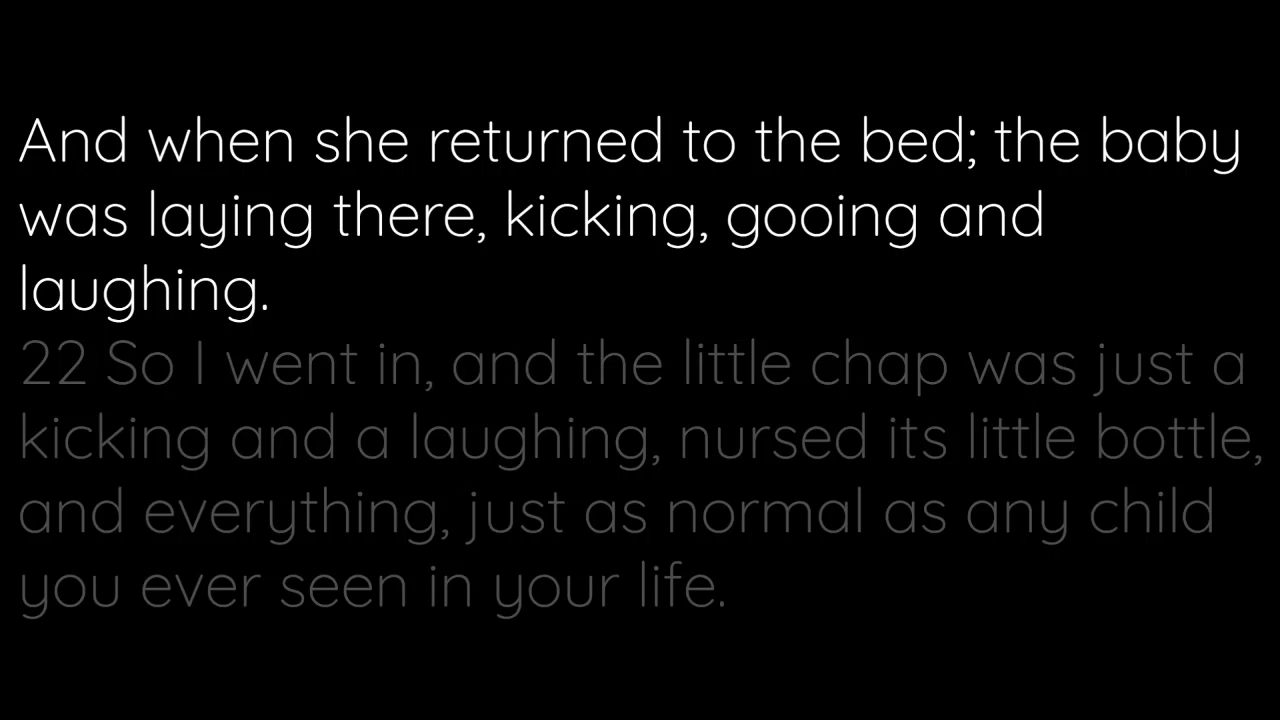 And when she returned to the bed; the baby
was laying there, kicking, gooing and
laughing.
22 So I went in, and the little chap was just a
kicking and a laughing, nursed its little bottle,
and everything, just as normal as any child
you ever seen in your life.